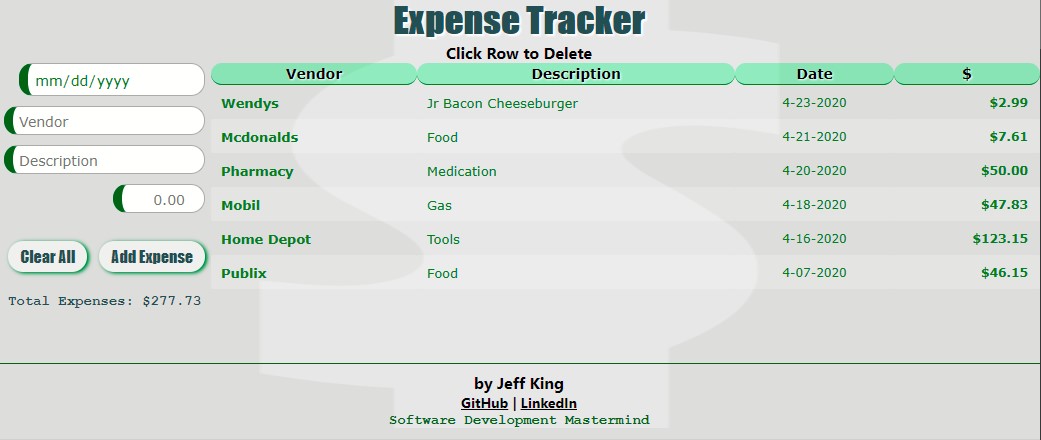 Expense Tracker
Click Row to Delete
mm/dd/yyyy
Vendor
Description
0.00
Clear All Add Expense
Total Expenses: $277.73
Vendor Description Date $
Wendys Jr Bacon Cheeseburger 4-23-2020 $2.99
Mcdonalds Food 4-21-2020 $7.61
Pharmacy Medication 4-20-2020 $50.00
Mobil Gas 4-18-2020 $47.83
Home Depot Tools 4-16-2020 $123.15
Publix Food 4-07-2020 $46.15
by Jeff King
GitHub | LinkedIn
Software Development Mastermind